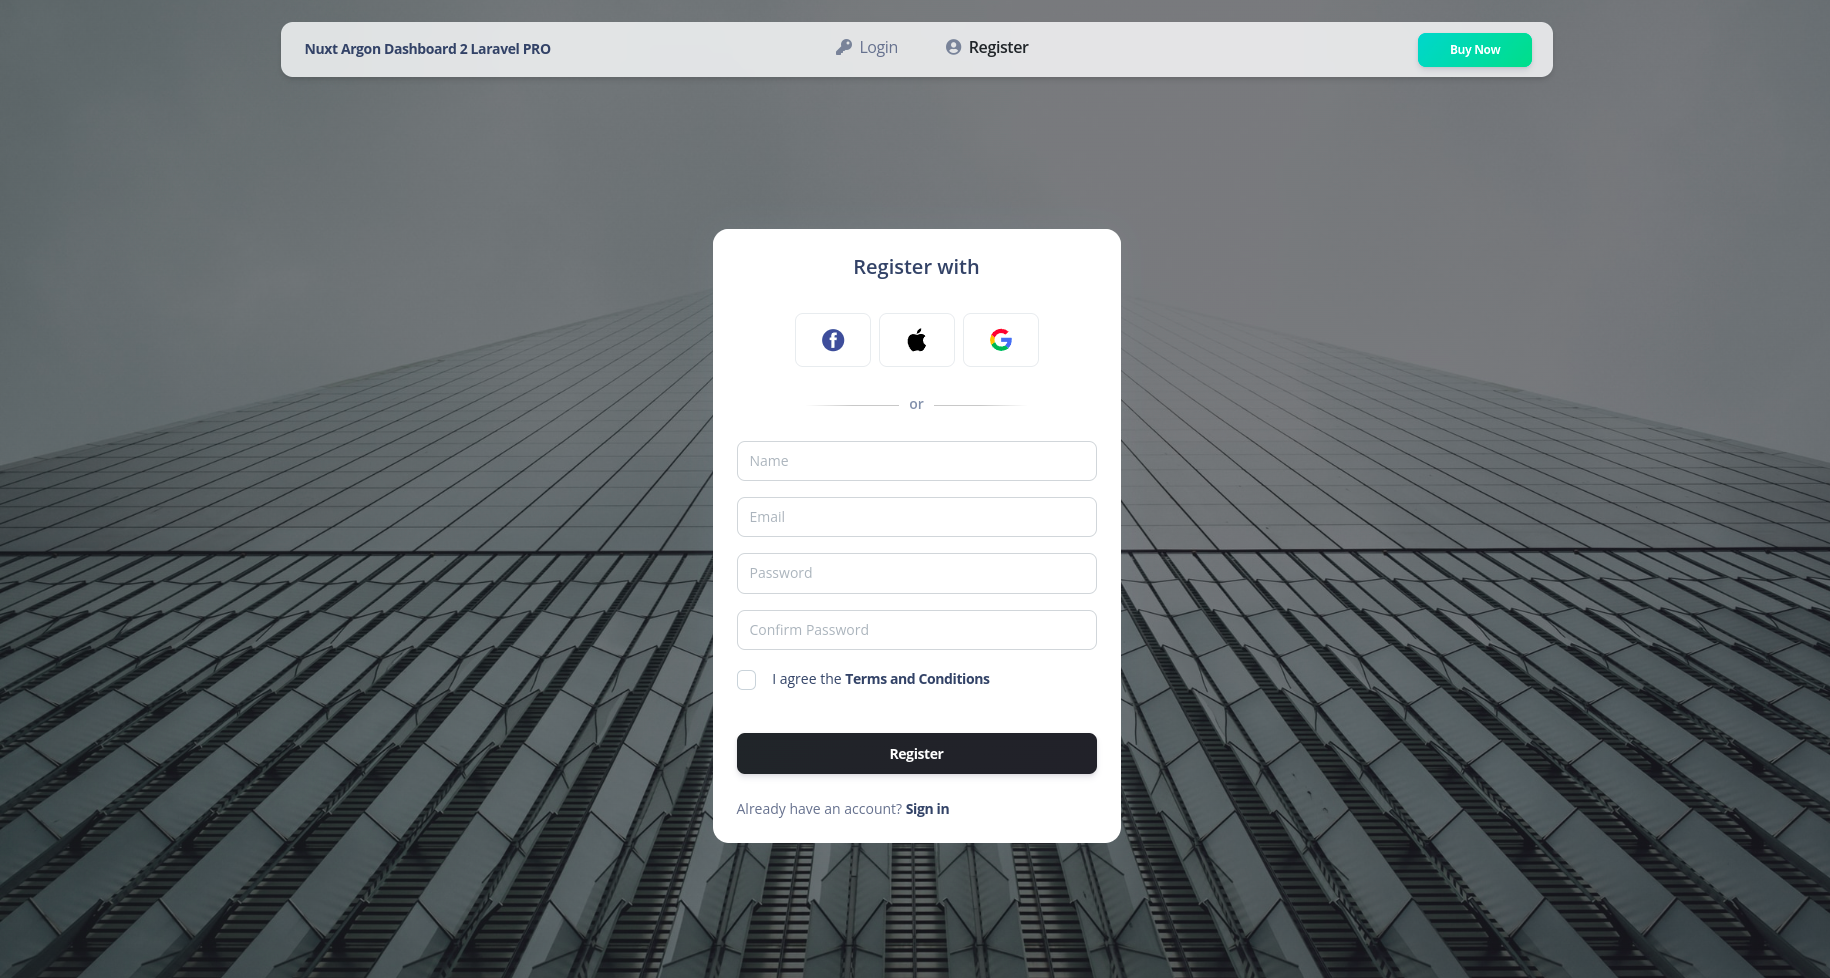 Nuxt Argon Dashboard 2 Laravel PRO
Login
Register
Buy Now
Register with
or
Name
Email
Password
Confirm Password
I agree the Terms and Conditions
Register
Already have an account? Sign in